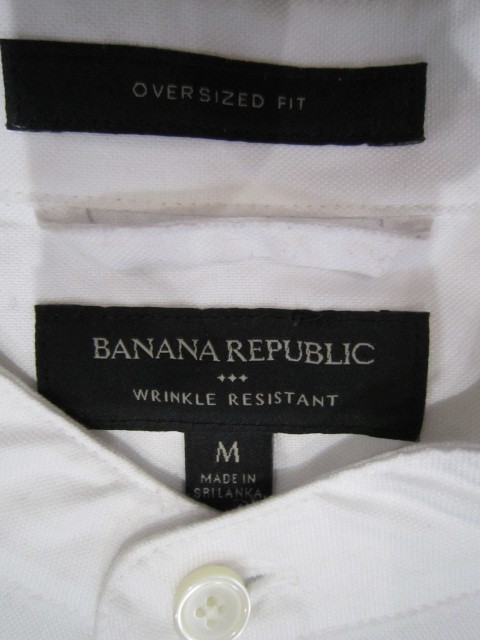 OVERSIZED FIT
BANANA REPUBLIC
WRINKLE RESISTANT
M
MADE IN
SRI LANKA